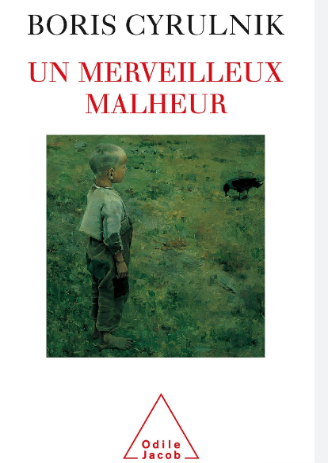 BORIS CYRULNIK
UN MERVEILLEUX
MALHEUR
Odile
Jacob